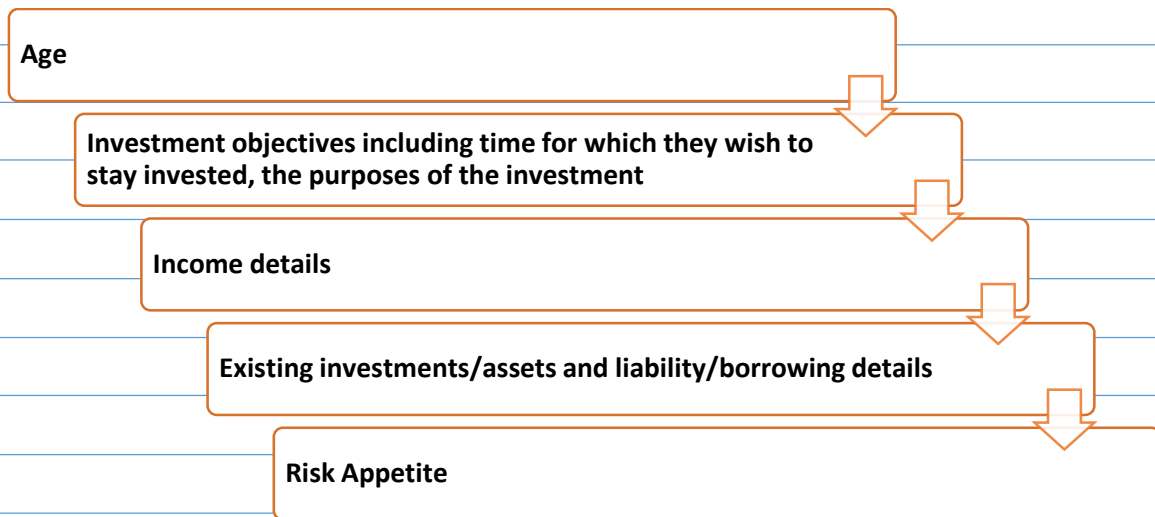 Age
Investment objectives including time for which they wish to
stay invested, the purposes of the investment
Income details
Existing investments/assets and liability/borrowing details
Risk Appetite